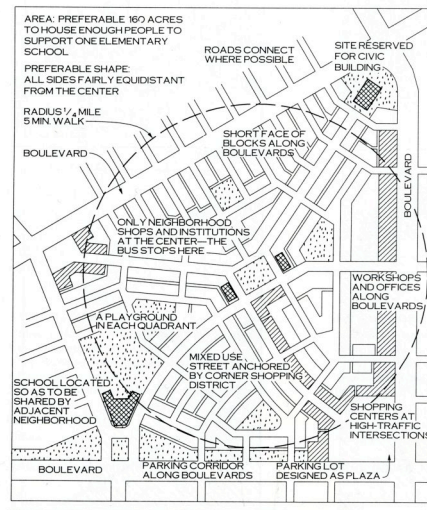 AREA: PREFERABLE 160 ACRES
TO HOUSE ENOUGH PEOPLE TO
SUPPORT ONE ELEMENTARY
SCHOOL
PREFERABLE SHAPE:
ALL SIDES FAIRLY EQUIDISTANT
FROM THE CENTER
RADIUS 1/4 MILE
5 MIN. WALK
BOULEVARD
ROADS CONNECT
WHERE POSSIBLE
SITE RESERVED
FOR CIVIC
BUILDING
SHORT FACE OF
BLOCKS ALONG
BOULEVARDS
BOULEVARD
ONLY NEIGHBORHOOD
SHOPS AND INSTITUTIONS
AT THE CENTER—THE
BUS STOPS HERE
WORKSHOPS
AND OFFICES
ALONG
BOULEVARDS
A PLAYGROUND
IN EACH QUADRANT
MIXED USE
STREET ANCHORED
BY CORNER SHOPPING
DISTRICT
SCHOOL LOCATED
SO AS TO BE
SHARED BY
ADJACENT
NEIGHBORHOOD
SHOPPING
CENTERS AT
HIGH-TRAFFIC
INTERSECTIONS
BOULEVARD
PARKING CORRIDOR
ALONG BOULEVARDS
PARKING LOT
DESIGNED AS PLAZA